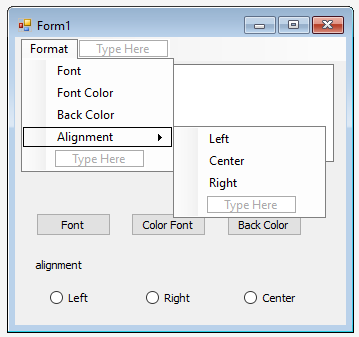 Form1
Format Type Here
Font
Font Color
Back Color
Alignment
Type Here
Left
Center
Right
Type Here
Font Color Font Back Color
alignment
Left Right Center